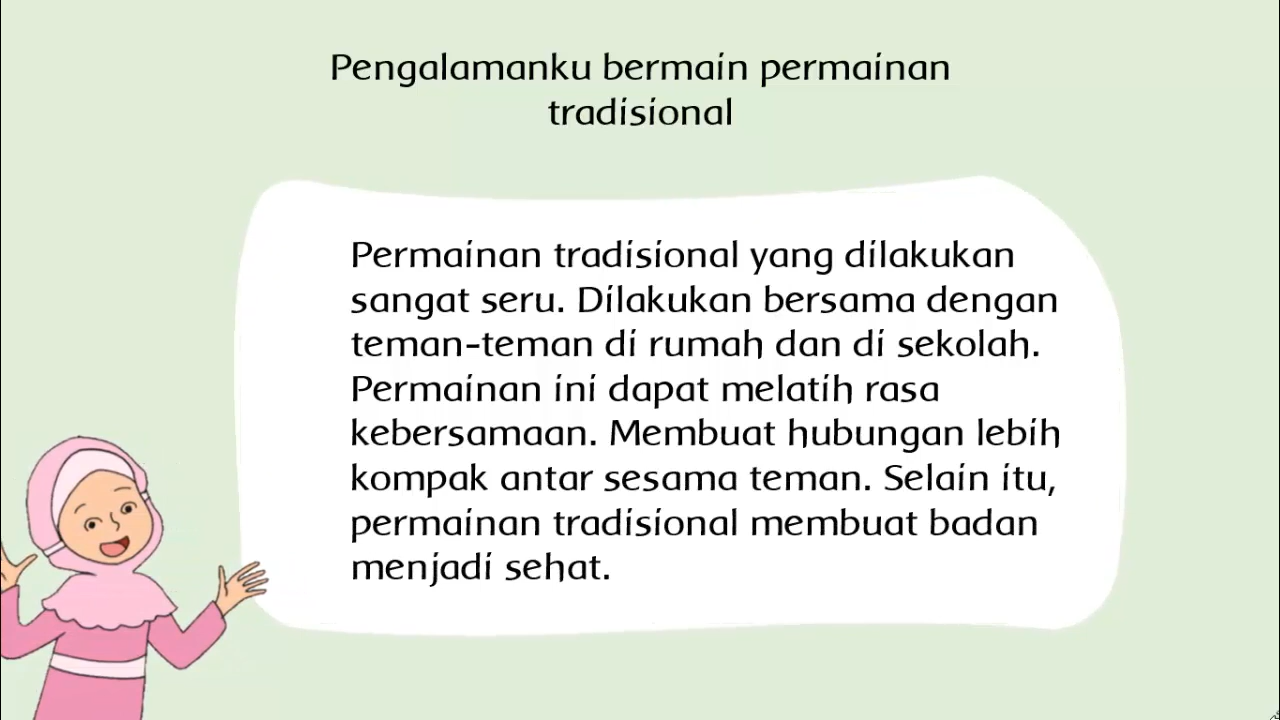 Pengalamanku bermain permainan
tradisional
Permainan tradisional yang dilakukan
sangat seru. Dilakukan bersama dengan
teman-teman di rumah dan di sekolah.
Permainan ini dapat melatih rasa
kebersamaan. Membuat hubungan lebih
kompak antar sesama teman. Selain itu,
permainan tradisional membuat badan
menjadi sehat.